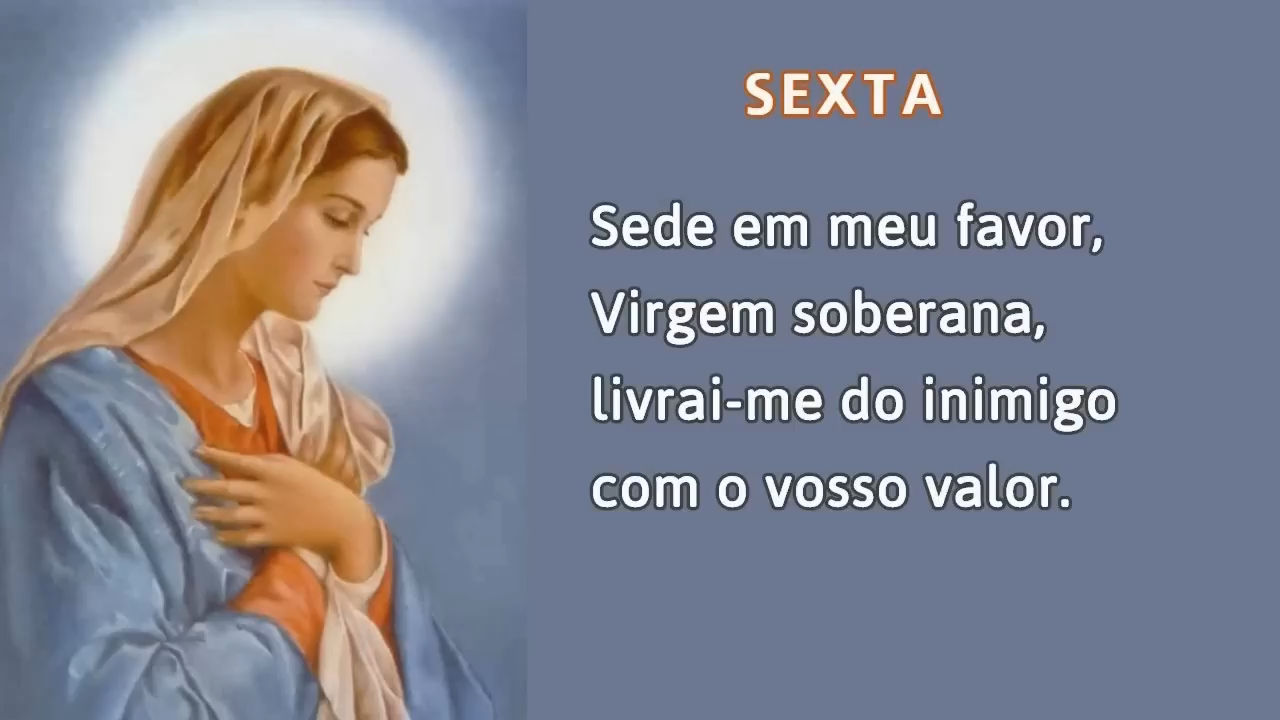 SEXTA
Sede em meu favor,
Virgem soberana,
livrai-me do inimigo
com o vosso valor.